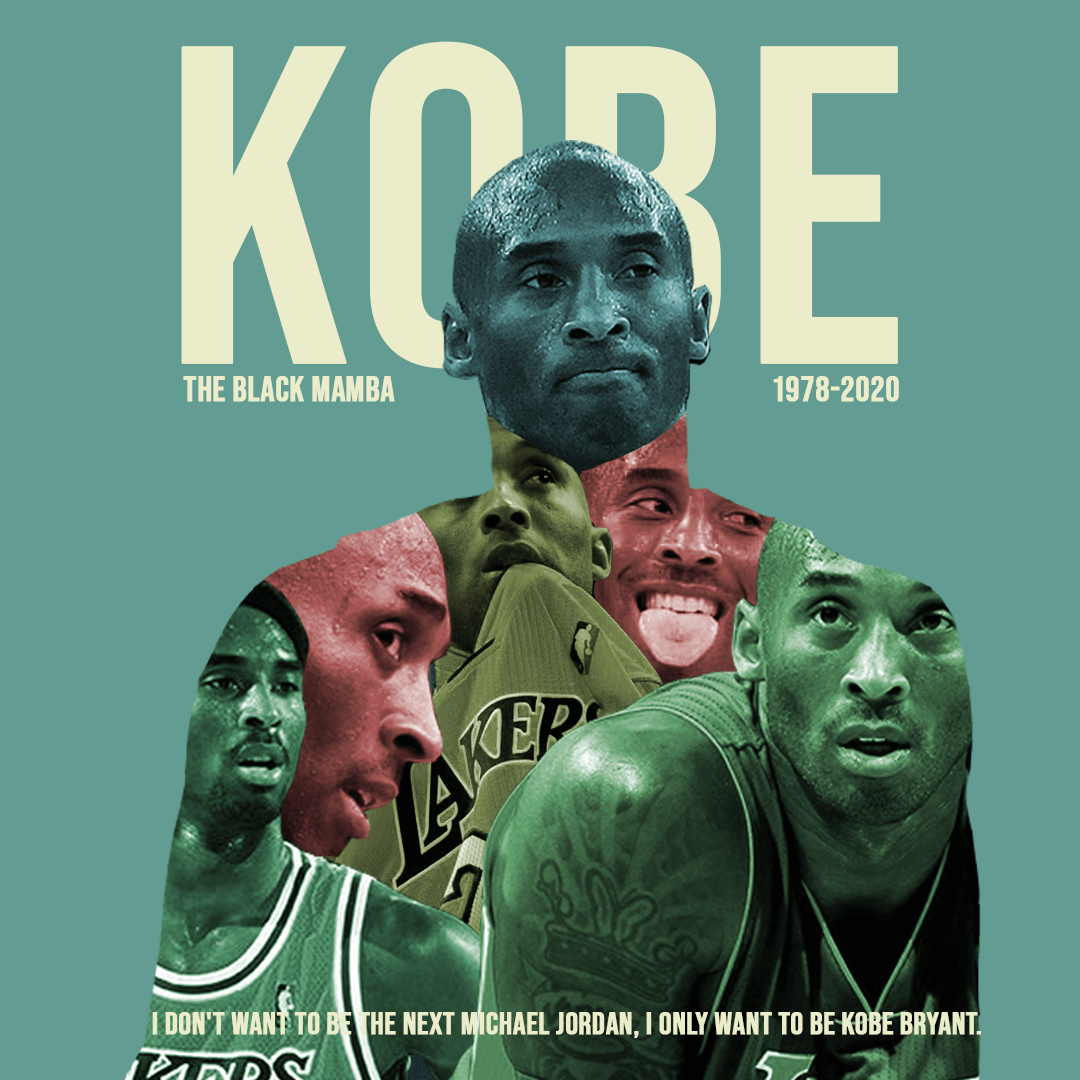 KOBE
THE BLACK MAMBA
1978-2020
LAKERS
I DON'T WANT TO BE THE NEXT MICHAEL JORDAN, I ONLY WANT TO BE KOBE BRYANT.